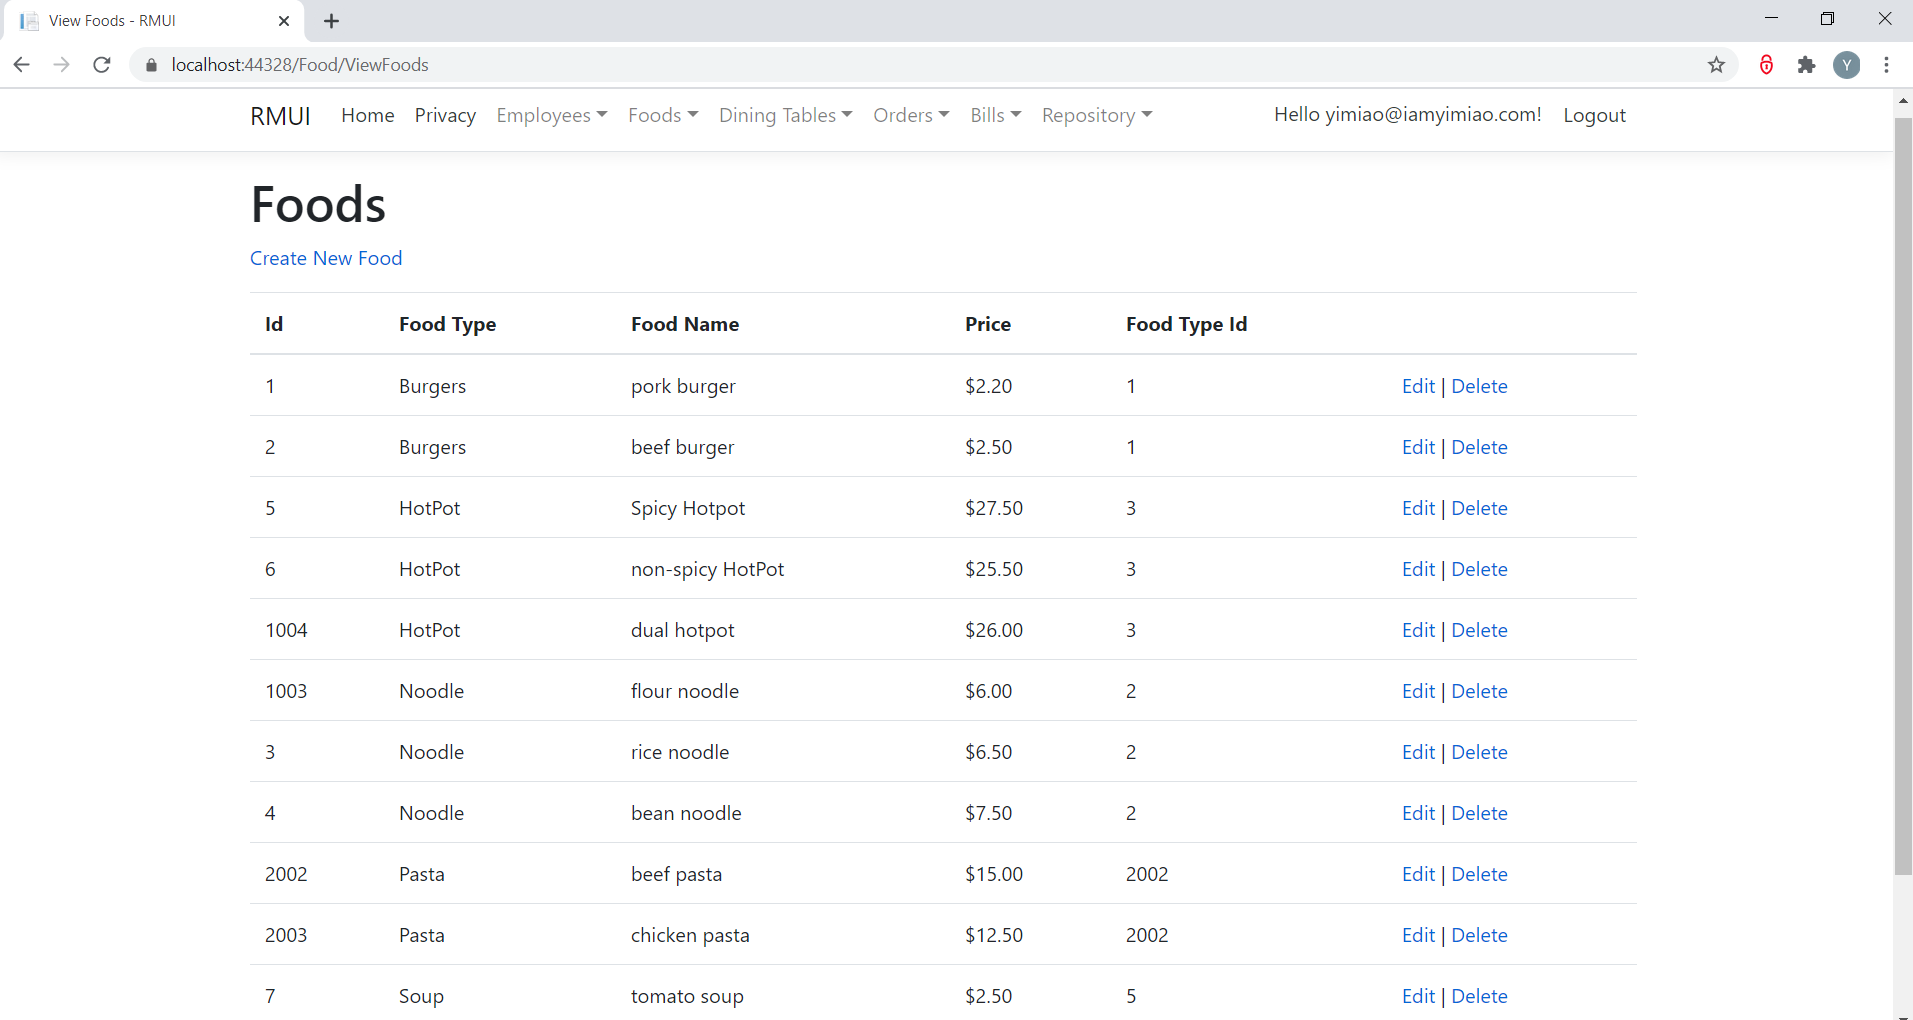 View Foods - RMUI
localhost:44328/Food/ViewFoods
Y
RMUI Home Privacy Employees Foods Dining Tables Orders Bills Repository Hello yimiao@iamyimiao.com! Logout
Foods
Create New Food
Id Food Type Food Name Price Food Type Id
1 Burgers pork burger $2.20 1 Edit | Delete
2 Burgers beef burger $2.50 1 Edit | Delete
5 HotPot Spicy Hotpot $27.50 3 Edit | Delete
6 HotPot non-spicy HotPot $25.50 3 Edit | Delete
1004 HotPot dual hotpot $26.00 3 Edit | Delete
1003 Noodle flour noodle $6.00 2 Edit | Delete
3 Noodle rice noodle $6.50 2 Edit | Delete
4 Noodle bean noodle $7.50 2 Edit | Delete
2002 Pasta beef pasta $15.00 2002 Edit | Delete
2003 Pasta chicken pasta $12.50 2002 Edit | Delete
7 Soup tomato soup $2.50 5 Edit | Delete